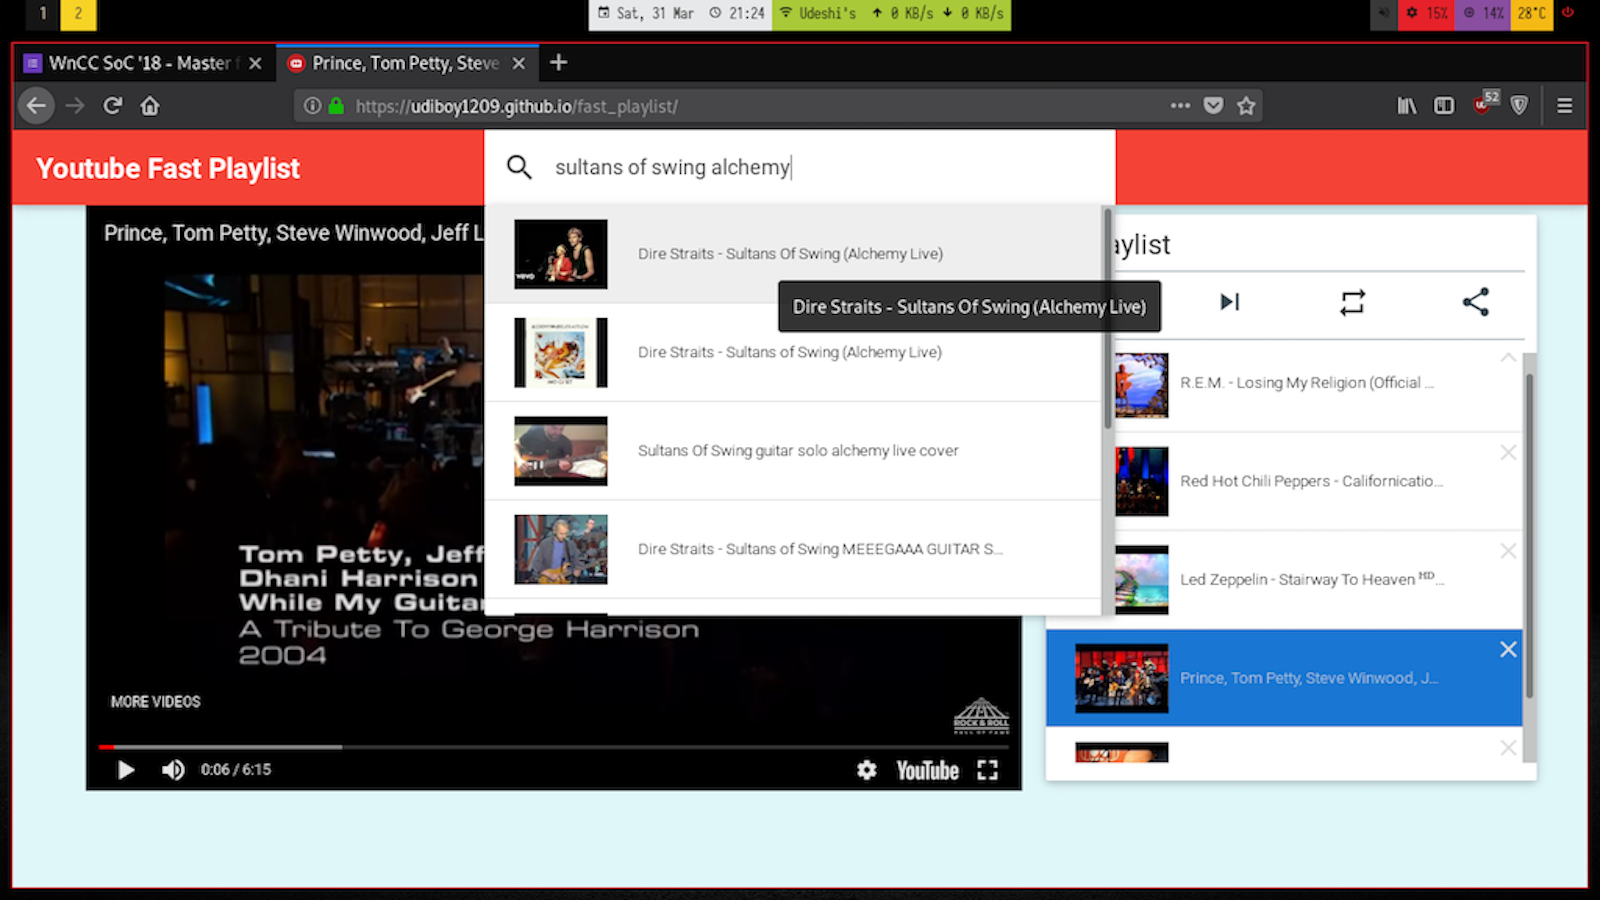 1
2
Sat, 31 Mar
21:24
Udeshi's
0 KB/s
0 KB/s
15%
14%
28°C
WnCC SoC '18 - Master f
Prince, Tom Petty, Steve
https://udiboy1209.github.io/fast_playlist/
52
Youtube Fast Playlist
sultans of swing alchemy
Prince, Tom Petty, Steve Winwood, Jeff L
Dire Straits - Sultans Of Swing (Alchemy Live)
Dire Straits - Sultans Of Swing (Alchemy Live)
Dire Straits - Sultans of Swing (Alchemy Live)
Sultans Of Swing guitar solo alchemy live cover
Dire Straits - Sultans of Swing MEEEGAAA GUITAR S...
aylist
R.E.M. - Losing My Religion (Official ...
Red Hot Chili Peppers - Californicatio...
Led Zeppelin - Stairway To Heaven ᴴᴰ...
Prince, Tom Petty, Steve Winwood, J...
Tom Petty, Jeff
Dhani Harrison
While My Guitar
A Tribute To George Harrison
2004
MORE VIDEOS
ROCK & ROLL
HALL OF FAME
0:06 / 6:15
YouTube